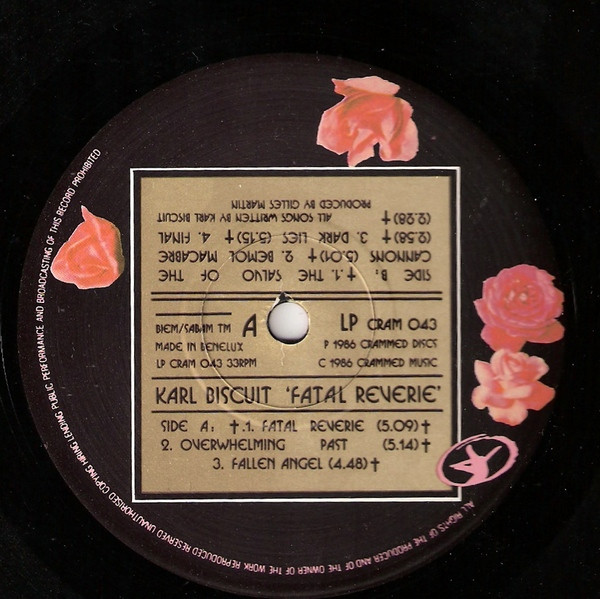 SIDE B: †.1. THE SALVO OF THE
CANNONS (5.01)† 2. BEMOL MACABRE
(2.58)† 3. DARK LIES (5.15)† 4. FINAL
(2.28)†
ALL SONGS WRITTEN BY KARL BISCUIT
PRODUCED BY GILLES MARTIN
BIEM/SABAM TM A LP CRAM 043
MADE IN BENELUX P 1986 CRAMMED DISCS
LP CRAM 043 33RPM C 1986 CRAMMED MUSIC
KARL BISCUIT 'FATAL REVERIE'
SIDE A: †.1. FATAL REVERIE (5.09)†
2. OVERWHELMING PAST (5.14)†
3. FALLEN ANGEL (4.48)†
ALL RIGHTS OF THE PRODUCER AND OF THE OWNER OF THE WORK REPRODUCED RESERVED UNAUTHORISED COPYING HIRING LENDING PUBLIC PERFORMANCE AND BROADCASTING OF THIS RECORD PROHIBITED